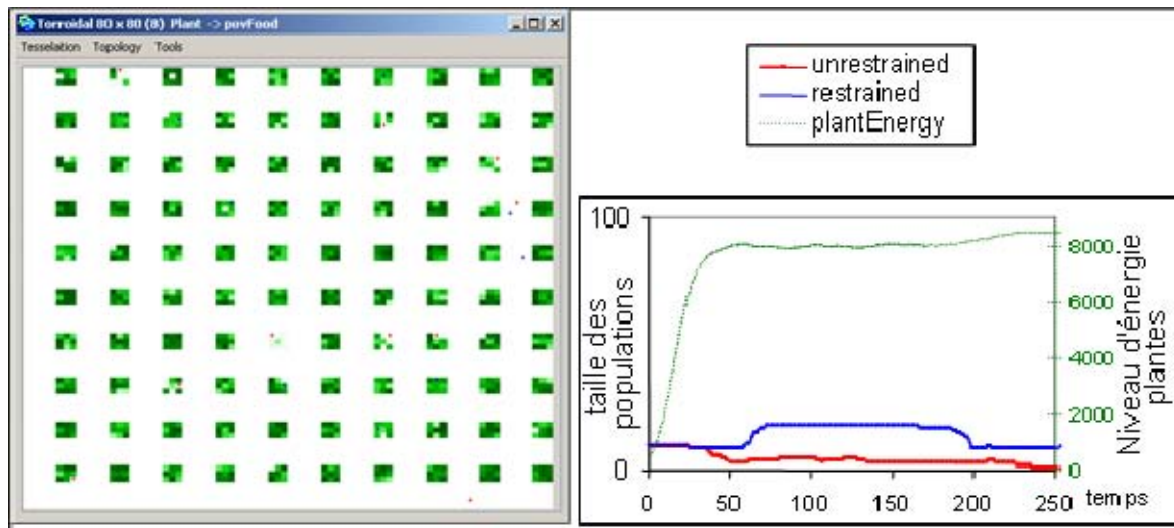 Torroidal 80 x 80 (8) Plant -> povFood
Tesselation Topology Tools
unrestrained
restrained
plantEnergy
100
0
taille des
populations
8000
6000
4000
2000
0
Niveau d'énergie
plantes
0 50 100 150 200 250
temps